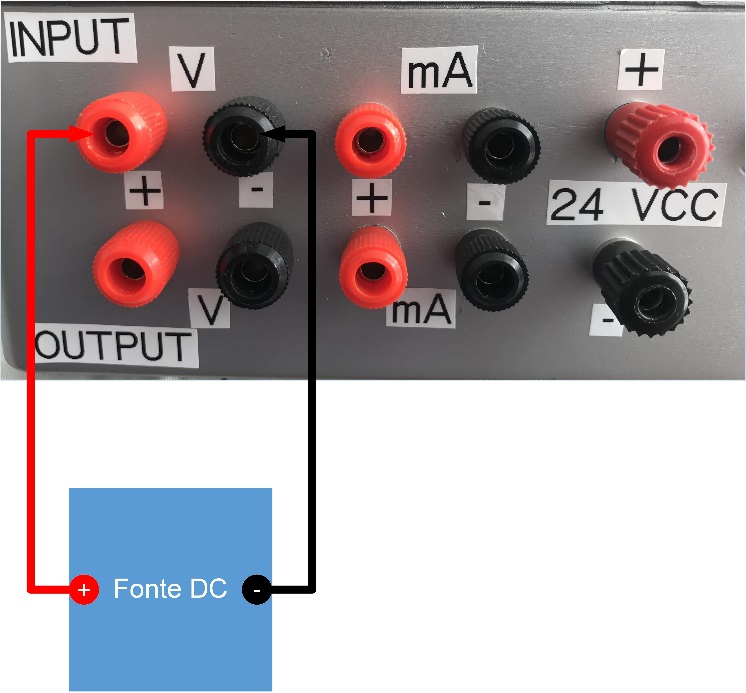 INPUT
V
mA
+
+
-
+
-
24 VCC
V
mA
-
OUTPUT
+ Fonte DC -